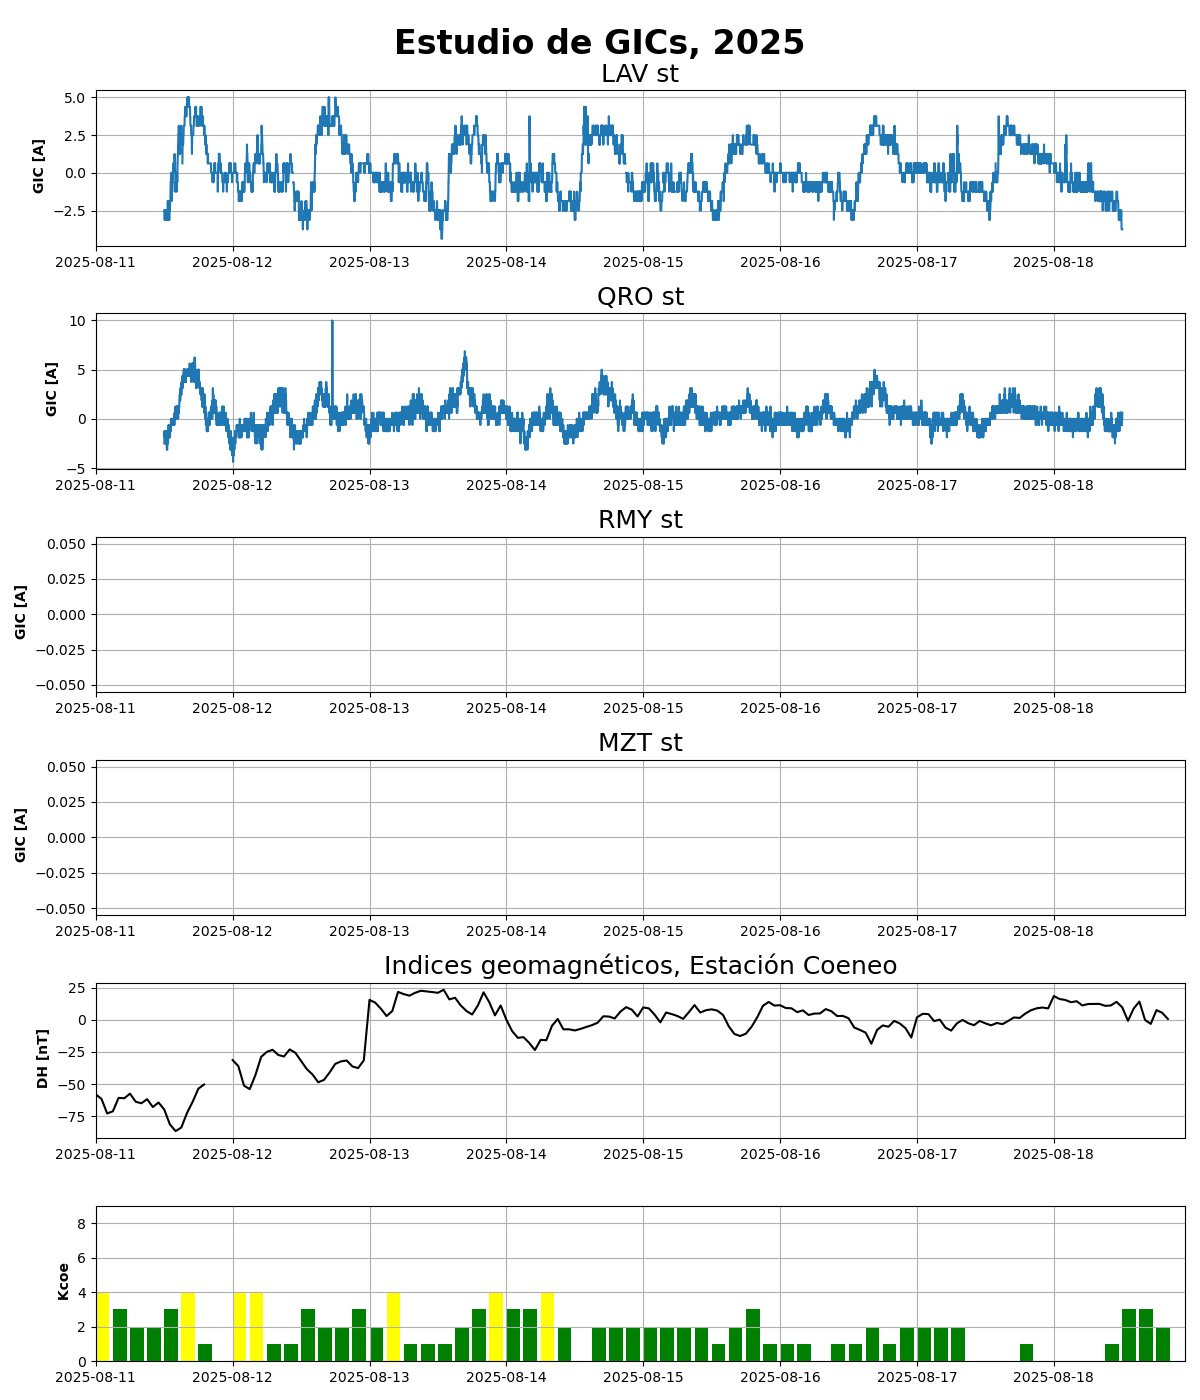 Estudio de GICs, 2025
LAV st
GIC [A]
5.0
2.5
0.0
−2.5
2025-08-11 2025-08-12 2025-08-13 2025-08-14 2025-08-15 2025-08-16 2025-08-17 2025-08-18
QRO st
GIC [A]
10
5
0
−5
2025-08-11 2025-08-12 2025-08-13 2025-08-14 2025-08-15 2025-08-16 2025-08-17 2025-08-18
RMY st
GIC [A]
0.050
0.025
0.000
−0.025
−0.050
2025-08-11 2025-08-12 2025-08-13 2025-08-14 2025-08-15 2025-08-16 2025-08-17 2025-08-18
MZT st
GIC [A]
0.050
0.025
0.000
−0.025
−0.050
2025-08-11 2025-08-12 2025-08-13 2025-08-14 2025-08-15 2025-08-16 2025-08-17 2025-08-18
Indices geomagnéticos, Estación Coeneo
DH [nT]
25
0
−25
−50
−75
2025-08-11 2025-08-12 2025-08-13 2025-08-14 2025-08-15 2025-08-16 2025-08-17 2025-08-18
Kcoe
8
6
4
2
0
2025-08-11 2025-08-12 2025-08-13 2025-08-14 2025-08-15 2025-08-16 2025-08-17 2025-08-18